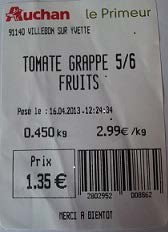 Auchan le Primeur
91140 VILLEBON SUR YVETTE
TOMATE GRAPPE 5/6
FRUITS
Pesé le : 16.04.2013 -12:24:34
0.450 kg 2.99€ /kg
Prix
1.35 €
2802952 008862
MERCI A BIENTOT